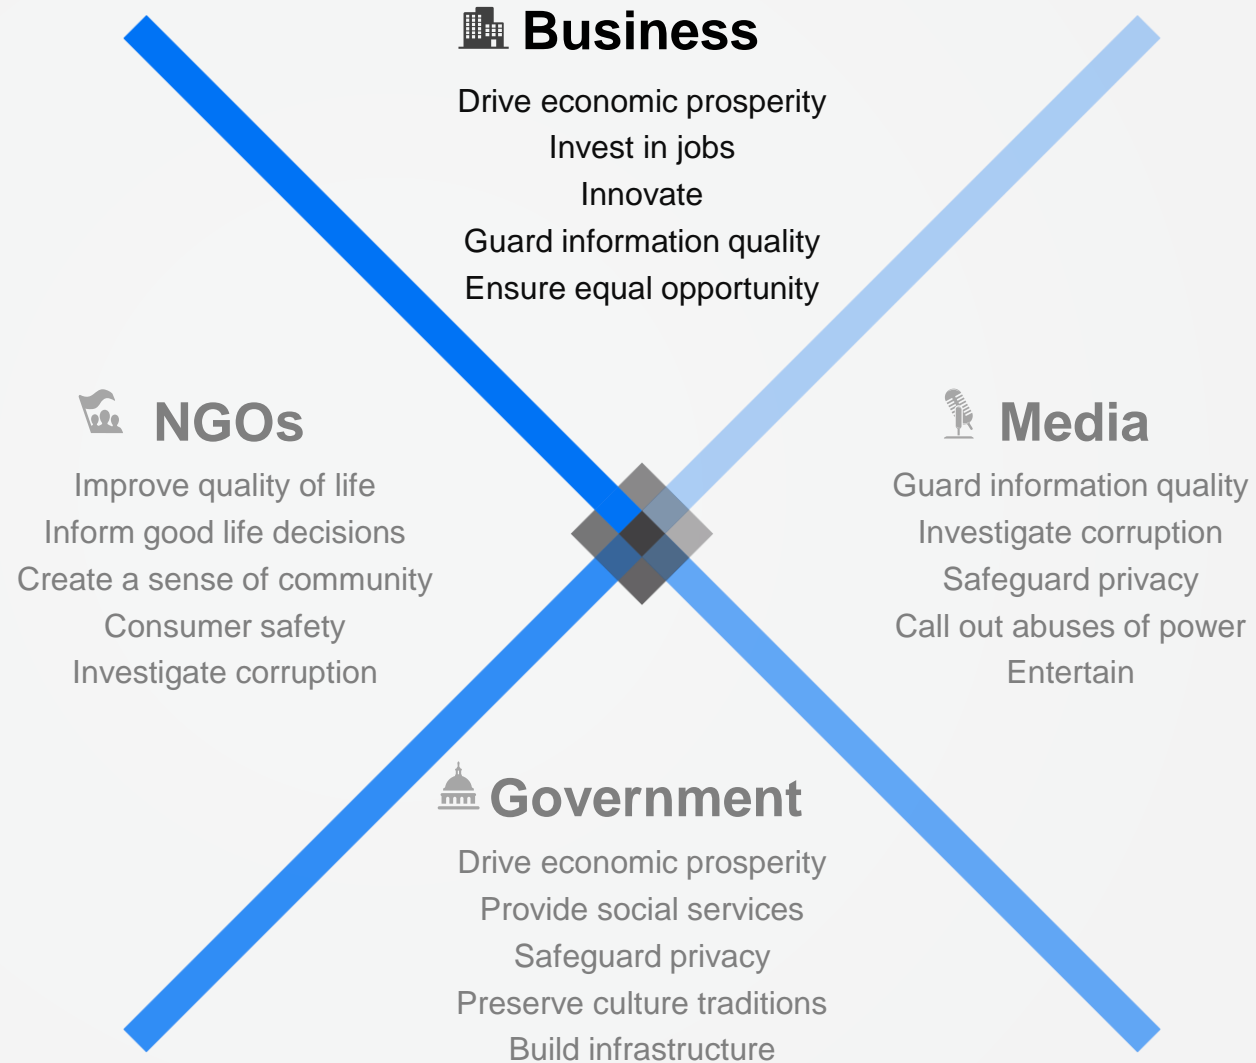 Business
Drive economic prosperity
Invest in jobs
Innovate
Guard information quality
Ensure equal opportunity
NGOs
Improve quality of life
Inform good life decisions
Create a sense of community
Consumer safety
Investigate corruption
Media
Guard information quality
Investigate corruption
Safeguard privacy
Call out abuses of power
Entertain
Government
Drive economic prosperity
Provide social services
Safeguard privacy
Preserve culture traditions
Build infrastructure